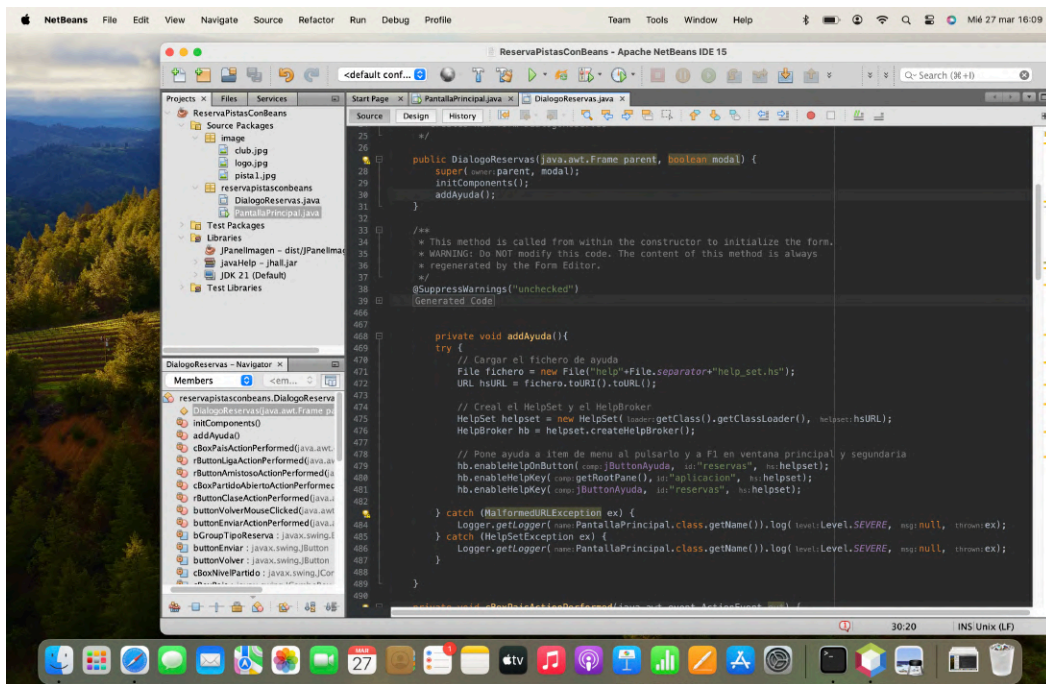 NetBeans File Edit View Navigate Source Refactor Run Debug Profile Team Tools Window Help Mié 27 mar 16:09
ReservaPistasConBeans - Apache NetBeans IDE 15
<default conf... Search (⌘+I)
Projects Files Services
ReservaPistasConBeans
Source Packages
image
club.jpg
logo.jpg
pista1.jpg
reservapistasconbeans
DialogoReservas.java
PantallaPrincipal.java
Test Packages
Libraries
JPanelImagen - dist/JPanelImag
javaHelp - jhall.jar
JDK 21 (Default)
Test Libraries
DialogoReservas - Navigator
Members <em...
reservapistasconbeans.DialogoReserva
DialogoReservas(java.awt.Frame pa
initComponents()
addAyuda()
cBoxPaisActionPerformed(java.awt.
rButtonLigaActionPerformed(java.aw
rButtonAmistosoActionPerformed(ja
cBoxPartidoAbiertoActionPerformed
rButtonClaseActionPerformed(java.a
buttonVolverMouseClicked(java.awt
buttonEnviarActionPerformed(java.a
bGroupTipoReserva : javax.swing.B
buttonEnviar : javax.swing.JButton
buttonVolver : javax.swing.JButton
cBoxNivelPartido : javax.swing.JCor
Start Page PantallaPrincipal.java DialogoReservas.java
Source Design History
25 */
26
public DialogoReservas(java.awt.Frame parent, boolean modal) {
28 super( owner: parent, modal);
29 initComponents();
30 addAyuda();
31 }
32
33 /**
34 * This method is called from within the constructor to initialize the form.
35 * WARNING: Do NOT modify this code. The content of this method is always
36 * regenerated by the Form Editor.
37 */
38 @SuppressWarnings("unchecked")
39 Generated Code
466
467
468 private void addAyuda(){
469 try {
470 // Cargar el fichero de ayuda
471 File fichero = new File("help"+File.separator+"help_set.hs");
472 URL hsURL = fichero.toURI().toURL();
473
474 // Creal el HelpSet y el HelpBroker
475 HelpSet helpset = new HelpSet( loader: getClass().getClassLoader(), helpset: hsURL);
476 HelpBroker hb = helpset.createHelpBroker();
477
478 // Pone ayuda a item de menu al pulsarlo y a F1 en ventana principal y segundaria
479 hb.enableHelpOnButton( comp: jButtonAyuda, id: "reservas", hs: helpset);
480 hb.enableHelpKey( comp: getRootPane(), id: "aplicacion", hs: helpset);
481 hb.enableHelpKey( comp: jButtonAyuda, id: "reservas", hs: helpset);
482
} catch (MalformedURLException ex) {
484 Logger.getLogger( name: PantallaPrincipal.class.getName()).log( level: Level.SEVERE, msg: null, thrown: ex);
485 } catch (HelpSetException ex) {
486 Logger.getLogger( name: PantallaPrincipal.class.getName()).log( level: Level.SEVERE, msg: null, thrown: ex);
487 }
488
489 }
490
30:20 INS Unix (LF)
MAR
27
1
tv